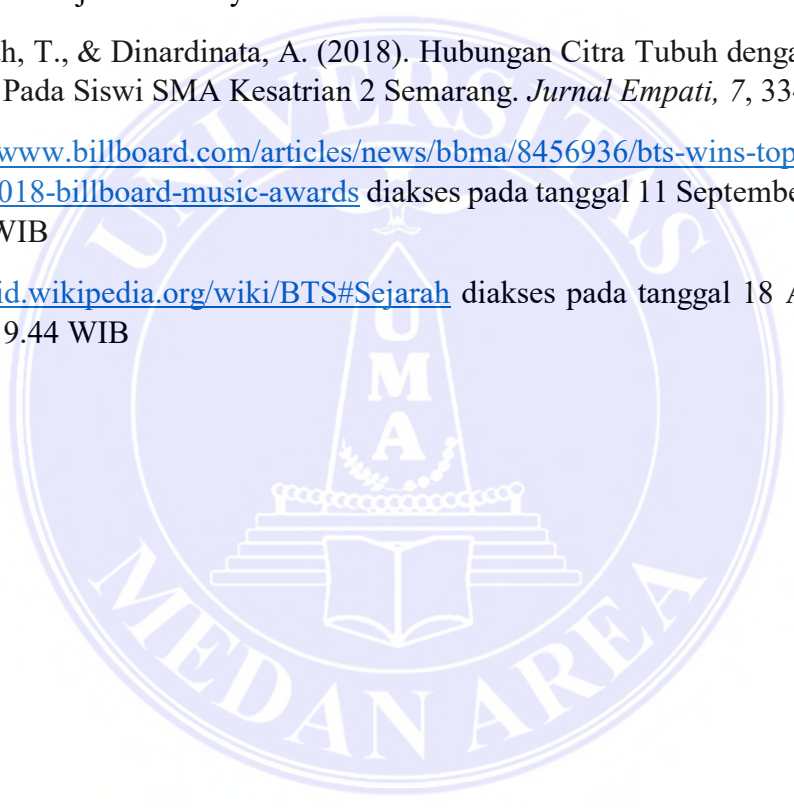 h, T., & Dinardinata, A. (2018). Hubungan Citra Tubuh denga
Pada Siswi SMA Kesatrian 2 Semarang. Jurnal Empati, 7, 33
www.billboard.com/articles/news/bbma/8456936/bts-wins-top
018-billboard-music-awards diakses pada tanggal 11 Septembe
WIB
id.wikipedia.org/wiki/BTS#Sejarah diakses pada tanggal 18 A
9.44 WIB
UNIVERSITAS
UMA
MEDAN AREA